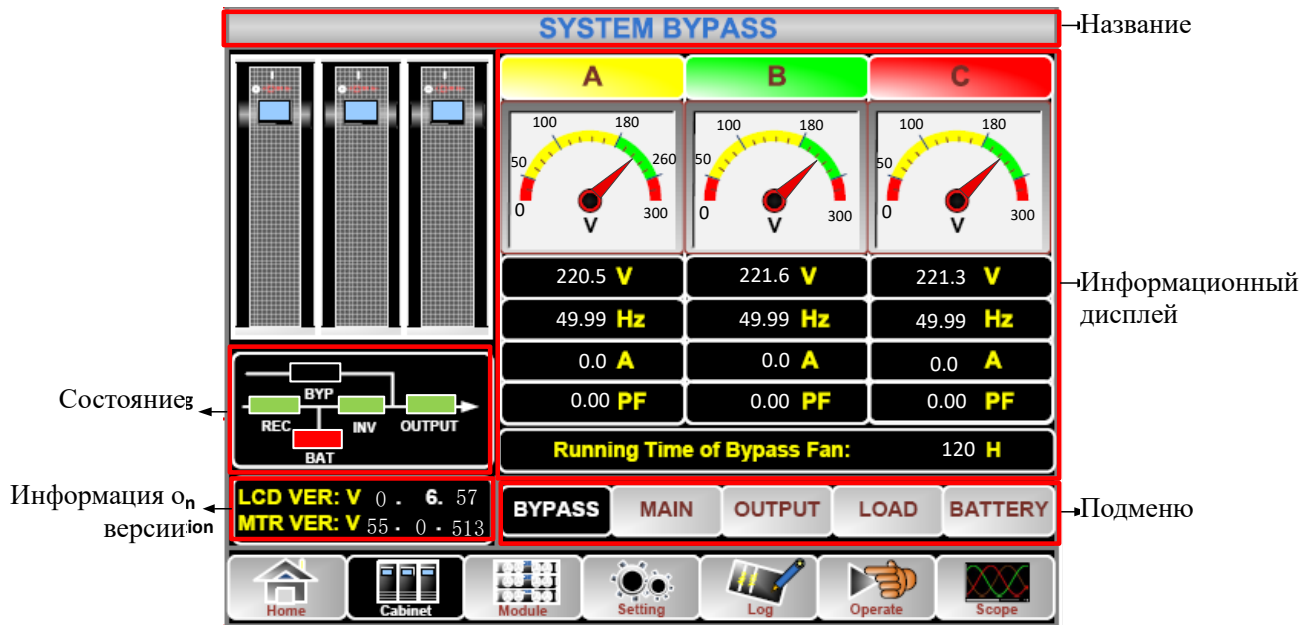 SYSTEM BYPASS
Название
A
B
C
0 50 100 180 260 300 V
0 50 100 180 300 V
0 50 100 180 300 V
220.5 V
221.6 V
221.3 V
49.99 Hz
49.99 Hz
49.99 Hz
0.0 A
0.0 A
0.0 A
0.00 PF
0.00 PF
0.00 PF
Running Time of Bypass Fan: 120 H
Информационный
дисплей
Состояние
BYP
REC
INV
OUTPUT
BAT
Информация о
версии
LCD VER: V 0 . 6. 57
MTR VER: V 55 . 0 . 513
BYPASS
MAIN
OUTPUT
LOAD
BATTERY
Подменю
Home
Cabinet
Module
Setting
Log
Operate
Scope